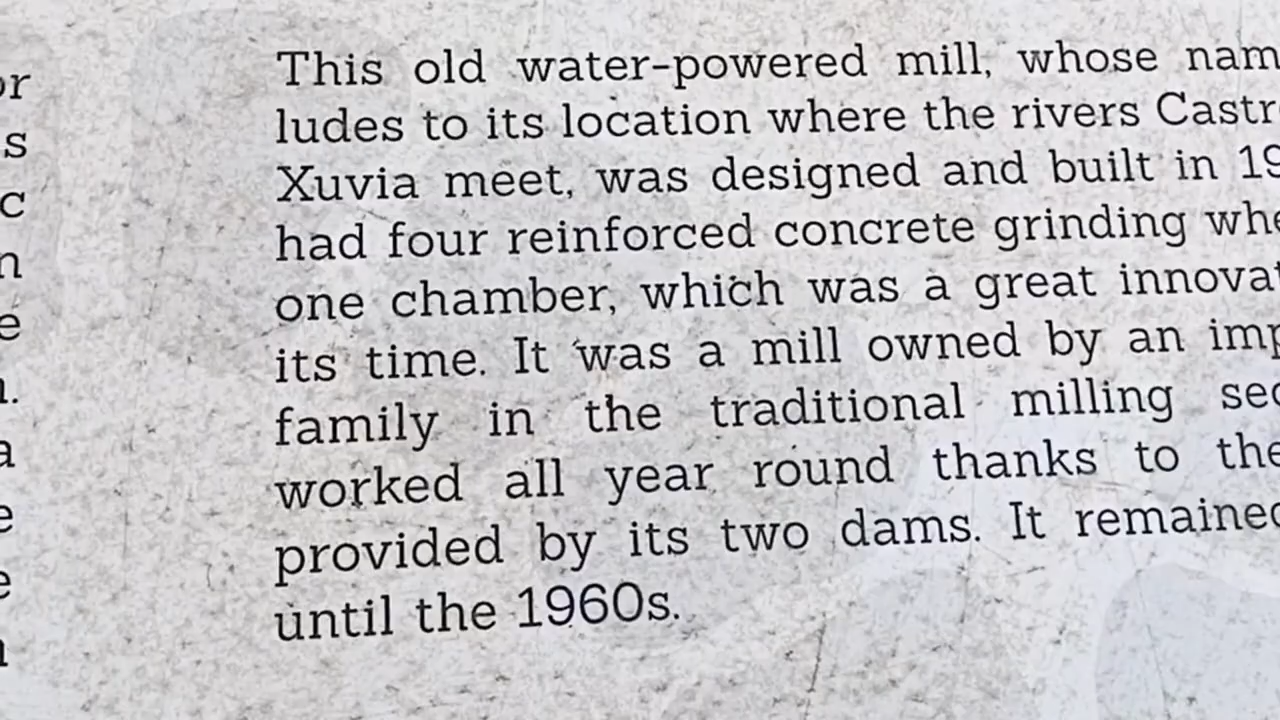 This old water-powered mill, whose nam
ludes to its location where the rivers Castr
Xuvia meet, was designed and built in 19
had four reinforced concrete grinding whe
one chamber, which was a great innovat
its time. It was a mill owned by an imp
family in the traditional milling sec
worked all year round thanks to the
provided by its two dams. It remained
until the 1960s.
or
s
c
n
e
.
a
e
e